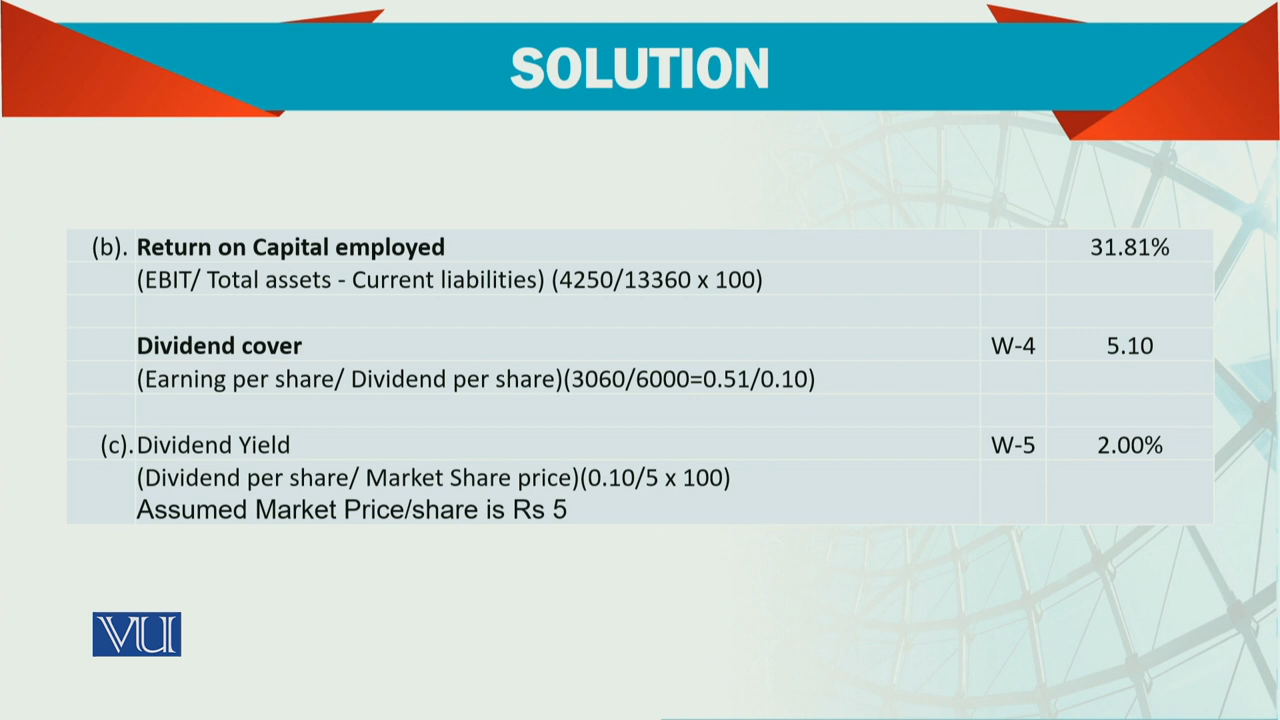 SOLUTION
(b). Return on Capital employed 31.81%
(EBIT/ Total assets - Current liabilities) (4250/13360 x 100)
Dividend cover W-4 5.10
(Earning per share/ Dividend per share)(3060/6000=0.51/0.10)
(c). Dividend Yield W-5 2.00%
(Dividend per share/ Market Share price)(0.10/5 x 100)
Assumed Market Price/share is Rs 5
VU